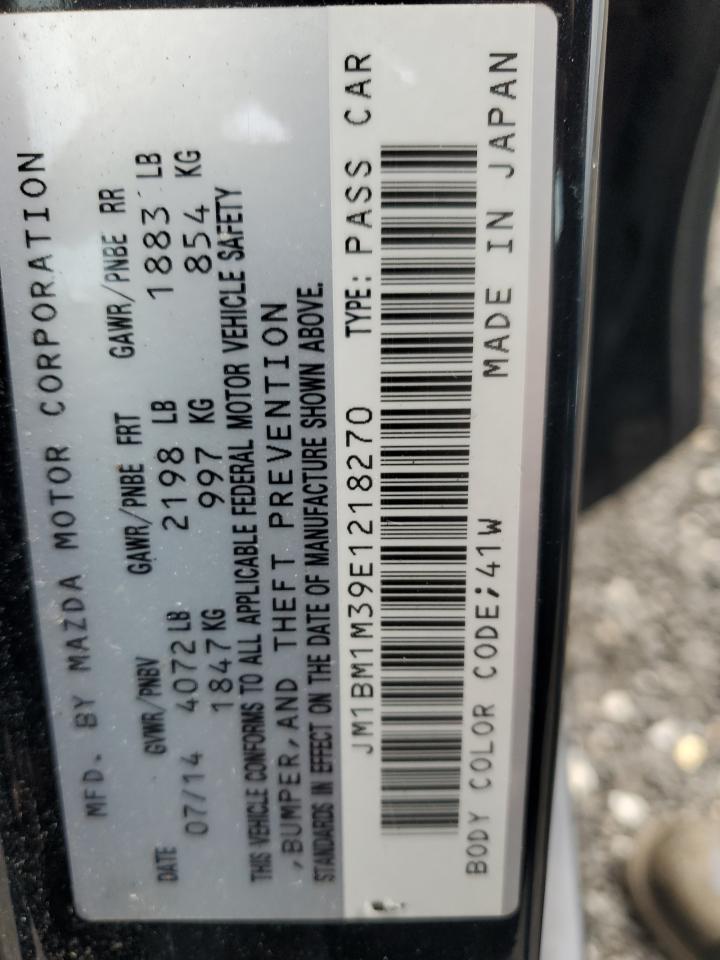 MFD. BY MAZDA MOTOR CORPORATION
DATE GVWR/PNBV GAWR/PNBE FRT GAWR/PNBE RR
07/14 4072 LB 2198 LB 1883 LB
1847 KG 997 KG 854 KG
THIS VEHICLE CONFORMS TO ALL APPLICABLE FEDERAL MOTOR VEHICLE SAFETY
,BUMPER,AND THEFT PREVENTION
STANDARDS IN EFFECT ON THE DATE OF MANUFACTURE SHOWN ABOVE.
JM1BM1M39E1218270 TYPE: PASS CAR
BODY COLOR CODE;41W MADE IN JAPAN